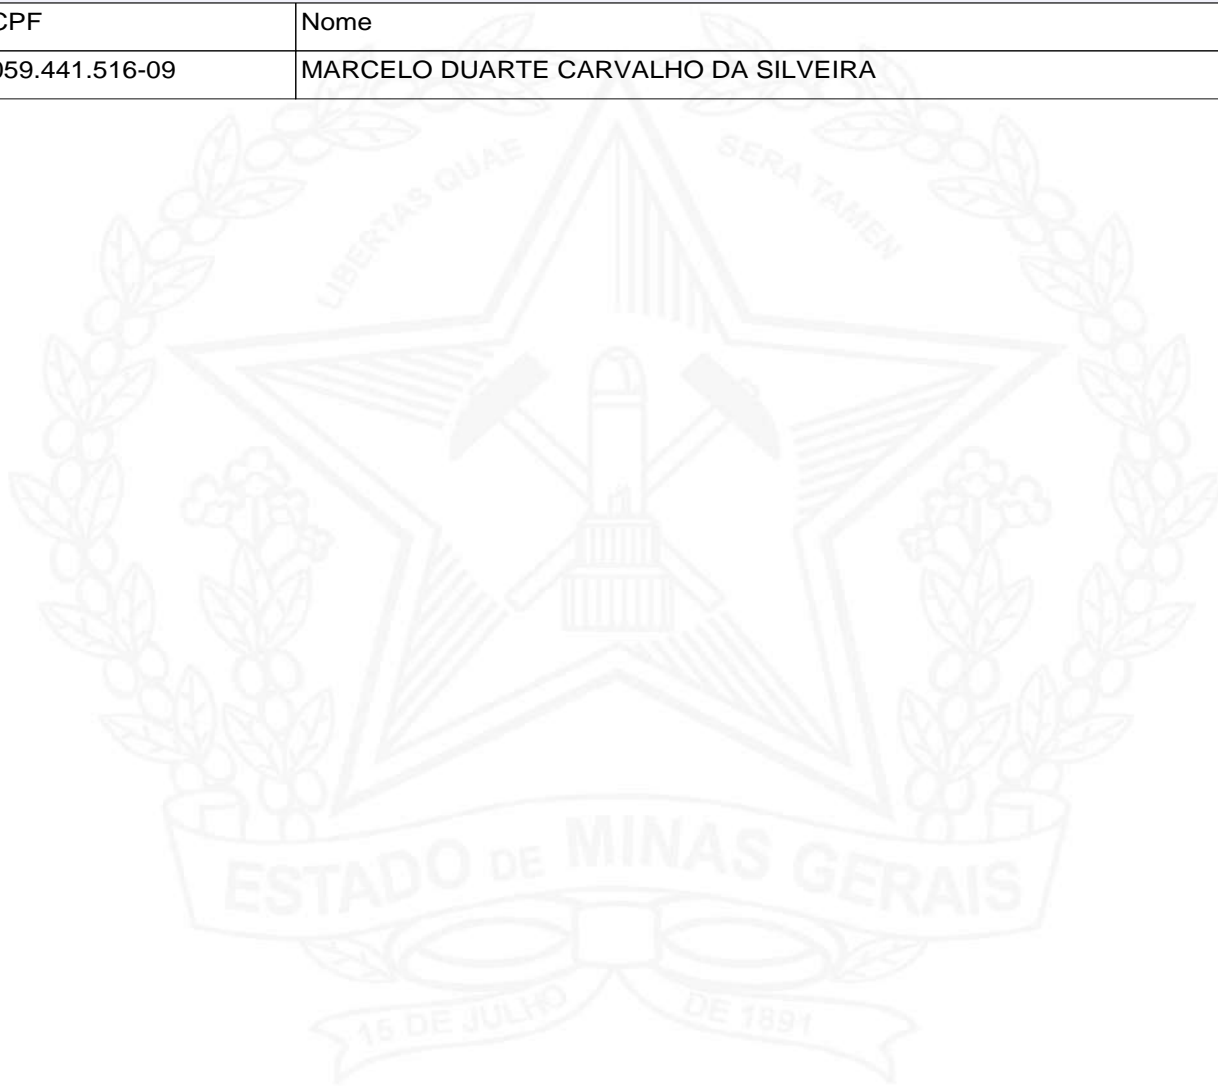 CPF Nome
059.441.516-09 MARCELO DUARTE CARVALHO DA SILVEIRA
LIBERTAS QUAE SERA TAMEN
ESTADO DE MINAS GERAIS
15 DE JULHO DE 1891